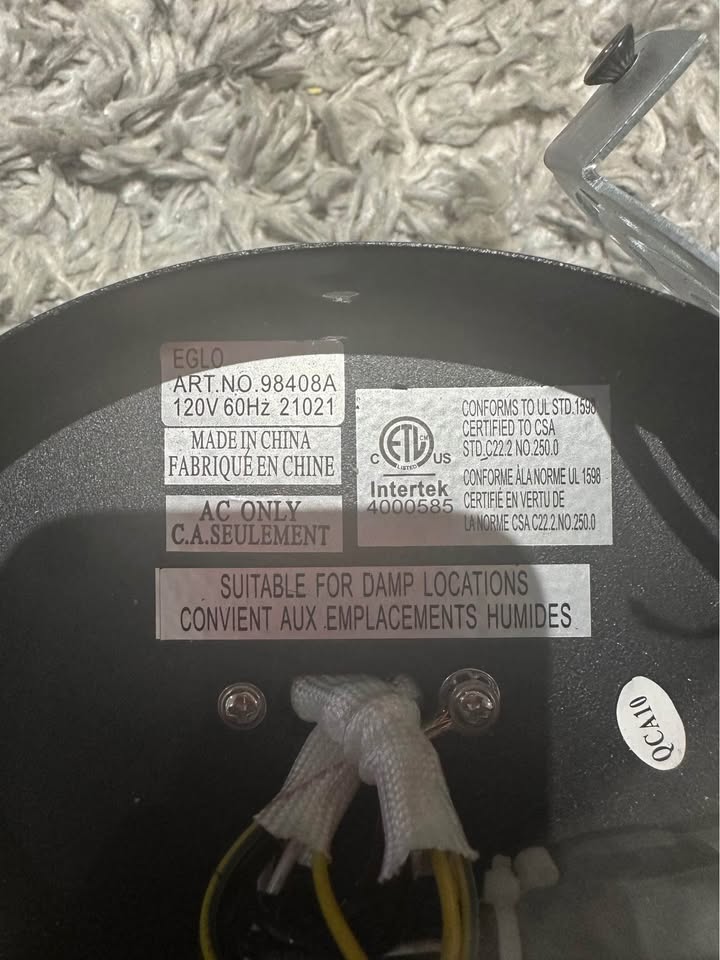 EGLO
ART.NO.98408A
120V 60Hz 21021
MADE IN CHINA
FABRIQUÉ EN CHINE
AC ONLY
C.A.SEULEMENT
C ETL CM US
LISTED
Intertek
4000585
CONFORMS TO UL STD.1598
CERTIFIED TO CSA
STD.C22.2 NO.250.0
CONFORME ÀLA NORME UL 1598
CERTIFIÉ EN VERTU DE
LA NORME CSA C22.2.NO.250.0
SUITABLE FOR DAMP LOCATIONS
CONVIENT AUX EMPLACEMENTS HUMIDES
QCA10